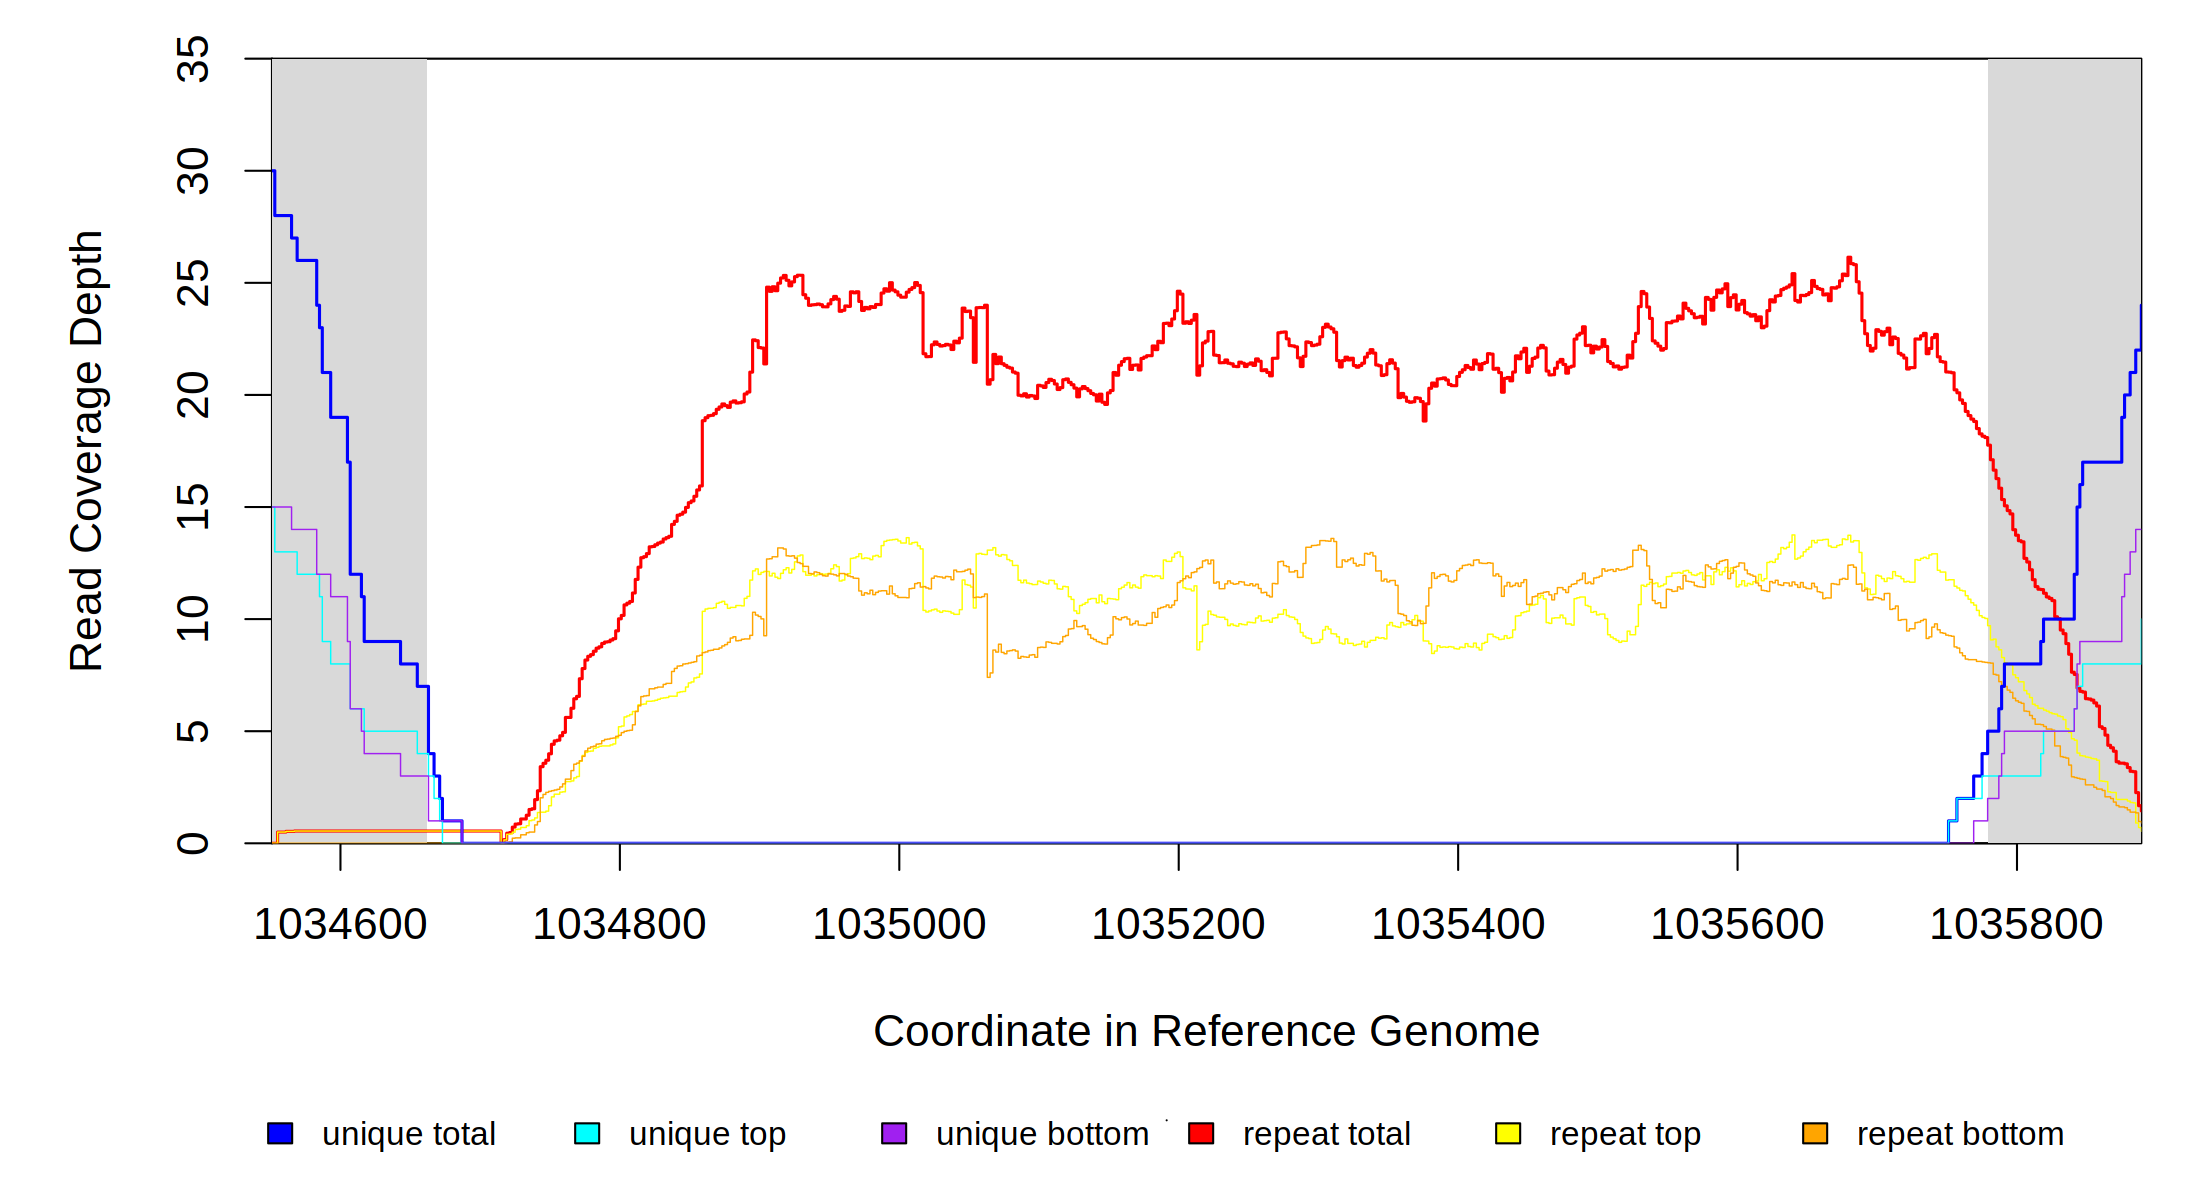 35
30
25
20
15
10
5
0
Read Coverage Depth
1034600 1034800 1035000 1035200 1035400 1035600 1035800
Coordinate in Reference Genome
unique total unique top unique bottom repeat total repeat top repeat bottom